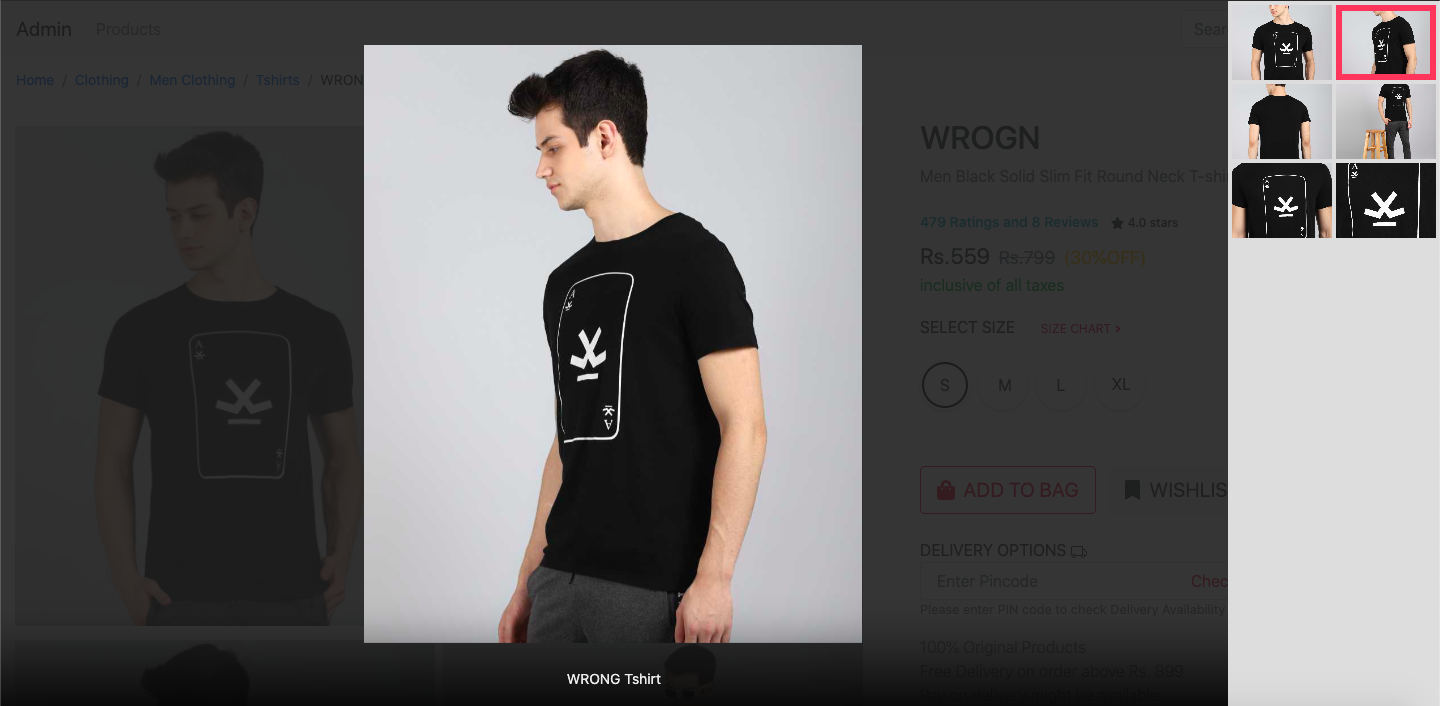 Admin
Products
Sear
Home / Clothing / Men Clothing / Tshirts / WRON
WROGN
Men Black Solid Slim Fit Round Neck T-shi
479 Ratings and 8 Reviews
4.0 stars
Rs.559 Rs.799 (30%OFF)
inclusive of all taxes
SELECT SIZE
SIZE CHART >
S
M
L
XL
A
A
ADD TO BAG
WISHLIS
DELIVERY OPTIONS
Enter Pincode
Chec
Please enter PIN code to check Delivery Availability
100% Original Products
Free Delivery on order above Rs. 899
WRONG Tshirt